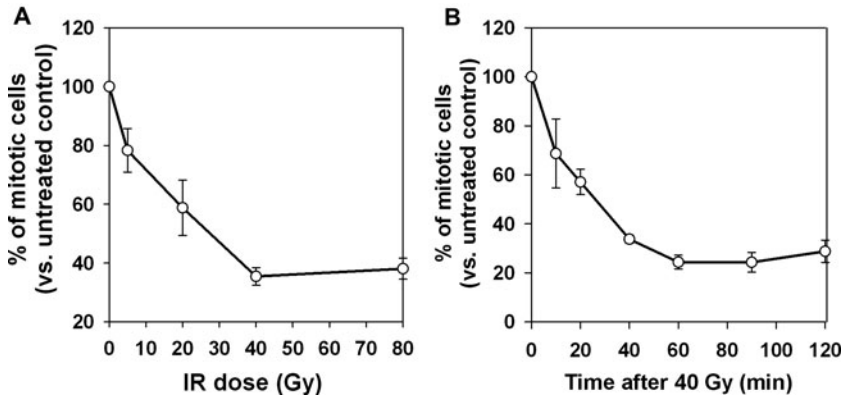 A
% of mitotic cells
(vs. untreated control)
120
100
80
60
40
20
0 10 20 30 40 50 60 70 80
IR dose (Gy)
B
% of mitotic cells
(vs. untreated control)
120
100
80
60
40
20
0
0 20 40 60 80 100 120
Time after 40 Gy (min)